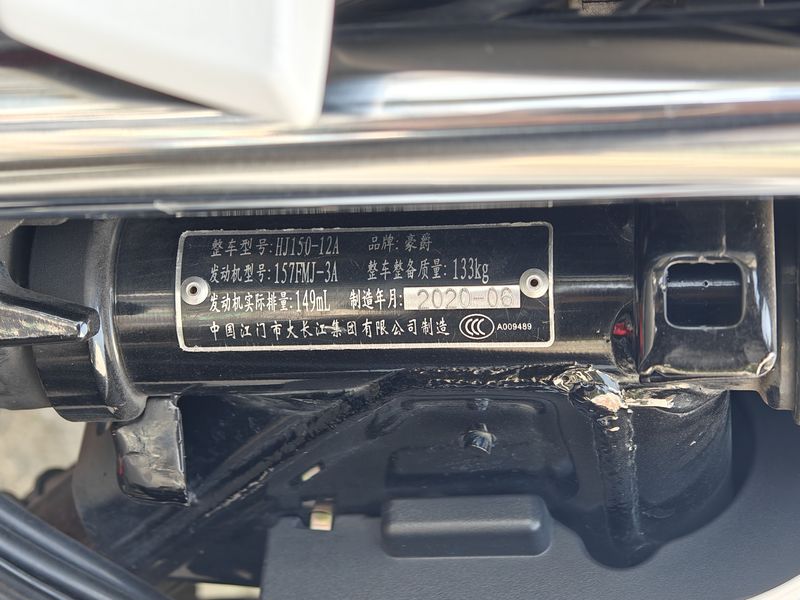 整车型号:HJ150-12A 品牌:豪爵
发动机型号:157FMJ-3A 整车整备质量:133kg
发动机实际排量:149mL 制造年月:2020-06
中国江门市大长江集团有限公司制造 CCC A009489